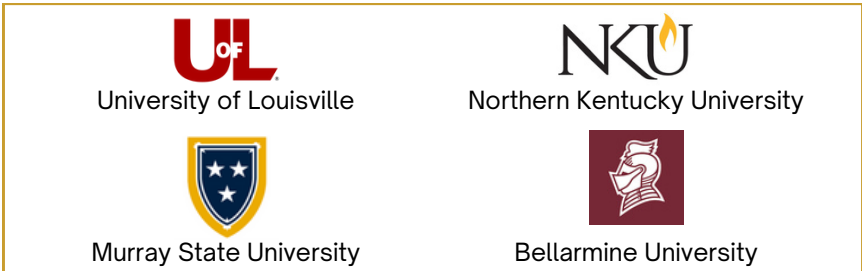 UofL
NKU
University of Louisville
Northern Kentucky University
Murray State University
Bellarmine University